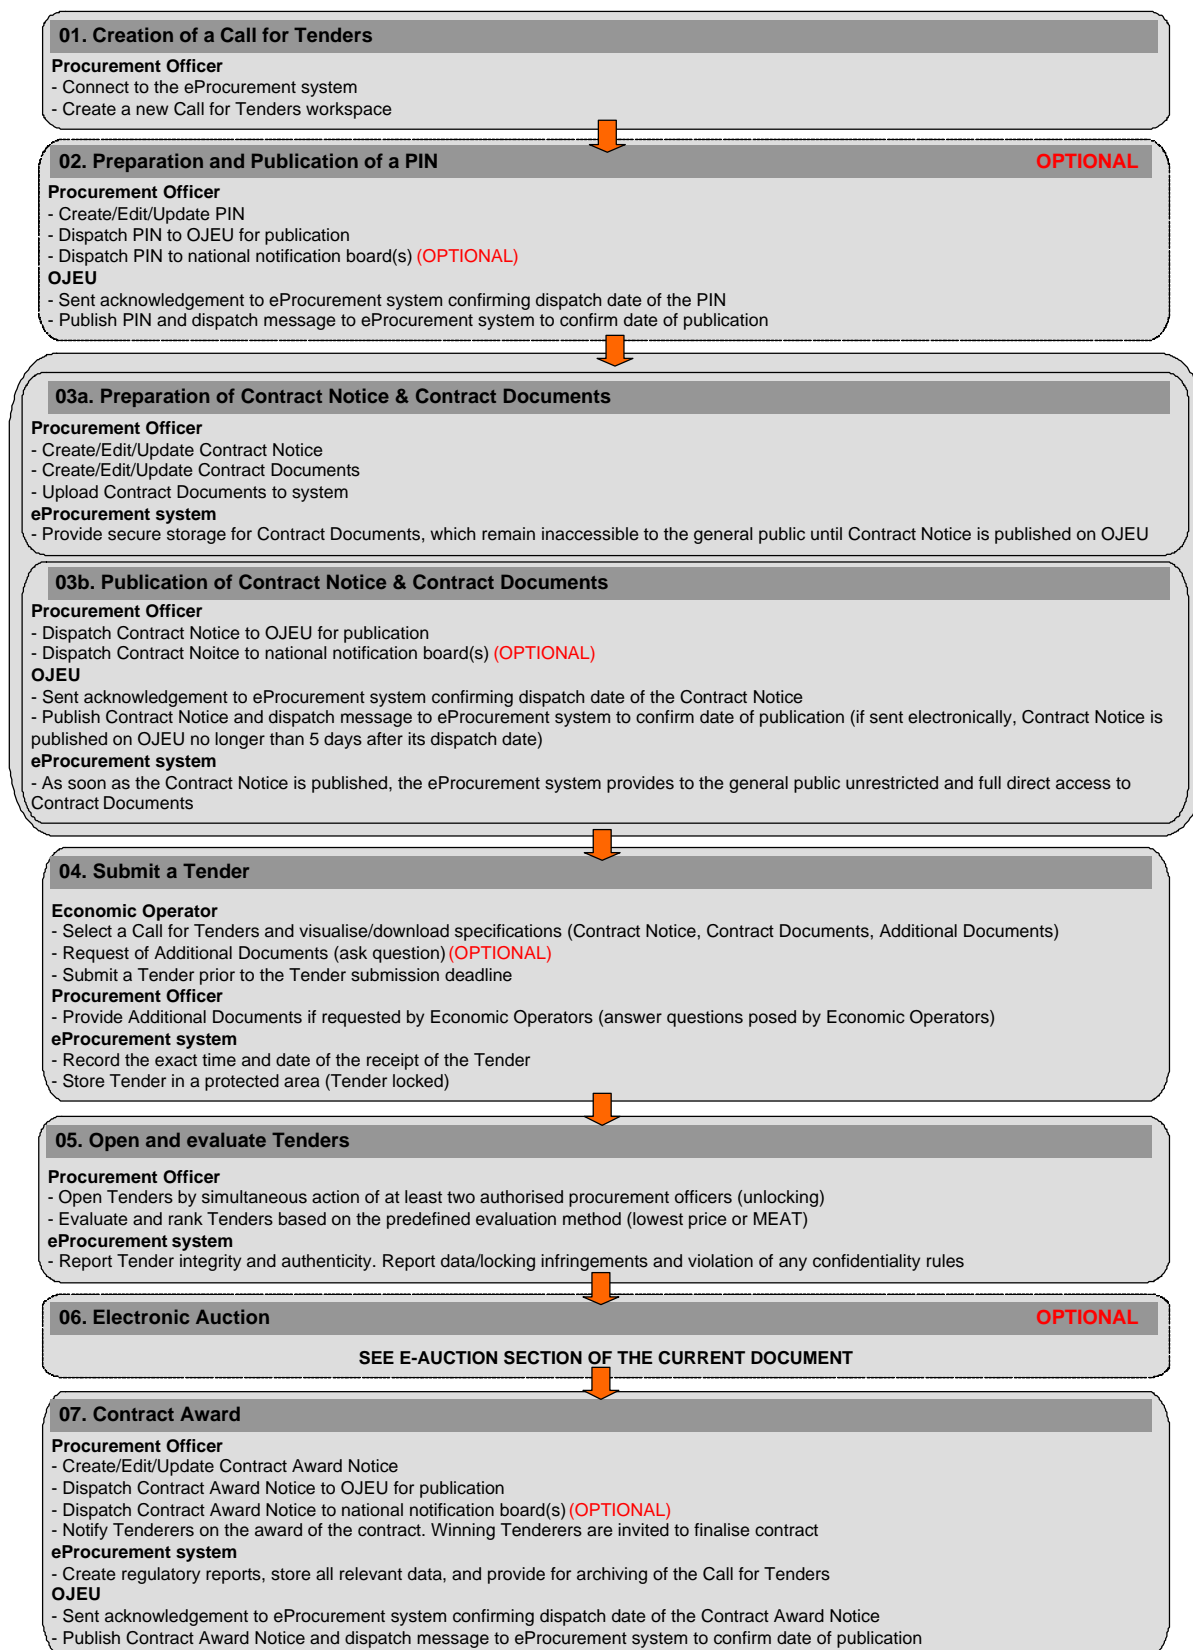 01. Creation of a Call for Tenders
Procurement Officer
- Connect to the eProcurement system
- Create a new Call for Tenders workspace
02. Preparation and Publication of a PIN OPTIONAL
Procurement Officer
- Create/Edit/Update PIN
- Dispatch PIN to OJEU for publication
- Dispatch PIN to national notification board(s) (OPTIONAL)
OJEU
- Sent acknowledgement to eProcurement system confirming dispatch date of the PIN
- Publish PIN and dispatch message to eProcurement system to confirm date of publication
03a. Preparation of Contract Notice & Contract Documents
Procurement Officer
- Create/Edit/Update Contract Notice
- Create/Edit/Update Contract Documents
- Upload Contract Documents to system
eProcurement system
- Provide secure storage for Contract Documents, which remain inaccessible to the general public until Contract Notice is published on OJEU
03b. Publication of Contract Notice & Contract Documents
Procurement Officer
- Dispatch Contract Notice to OJEU for publication
- Dispatch Contract Noitce to national notification board(s) (OPTIONAL)
OJEU
- Sent acknowledgement to eProcurement system confirming dispatch date of the Contract Notice
- Publish Contract Notice and dispatch message to eProcurement system to confirm date of publication (if sent electronically, Contract Notice is
published on OJEU no longer than 5 days after its dispatch date)
eProcurement system
- As soon as the Contract Notice is published, the eProcurement system provides to the general public unrestricted and full direct access to
Contract Documents
04. Submit a Tender
Economic Operator
- Select a Call for Tenders and visualise/download specifications (Contract Notice, Contract Documents, Additional Documents)
- Request of Additional Documents (ask question) (OPTIONAL)
- Submit a Tender prior to the Tender submission deadline
Procurement Officer
- Provide Additional Documents if requested by Economic Operators (answer questions posed by Economic Operators)
eProcurement system
- Record the exact time and date of the receipt of the Tender
- Store Tender in a protected area (Tender locked)
05. Open and evaluate Tenders
Procurement Officer
- Open Tenders by simultaneous action of at least two authorised procurement officers (unlocking)
- Evaluate and rank Tenders based on the predefined evaluation method (lowest price or MEAT)
eProcurement system
- Report Tender integrity and authenticity. Report data/locking infringements and violation of any confidentiality rules
06. Electronic Auction OPTIONAL
SEE E-AUCTION SECTION OF THE CURRENT DOCUMENT
07. Contract Award
Procurement Officer
- Create/Edit/Update Contract Award Notice
- Dispatch Contract Award Notice to OJEU for publication
- Dispatch Contract Award Notice to national notification board(s) (OPTIONAL)
- Notify Tenderers on the award of the contract. Winning Tenderers are invited to finalise contract
eProcurement system
- Create regulatory reports, store all relevant data, and provide for archiving of the Call for Tenders
OJEU
- Sent acknowledgement to eProcurement system confirming dispatch date of the Contract Award Notice
- Publish Contract Award Notice and dispatch message to eProcurement system to confirm date of publication